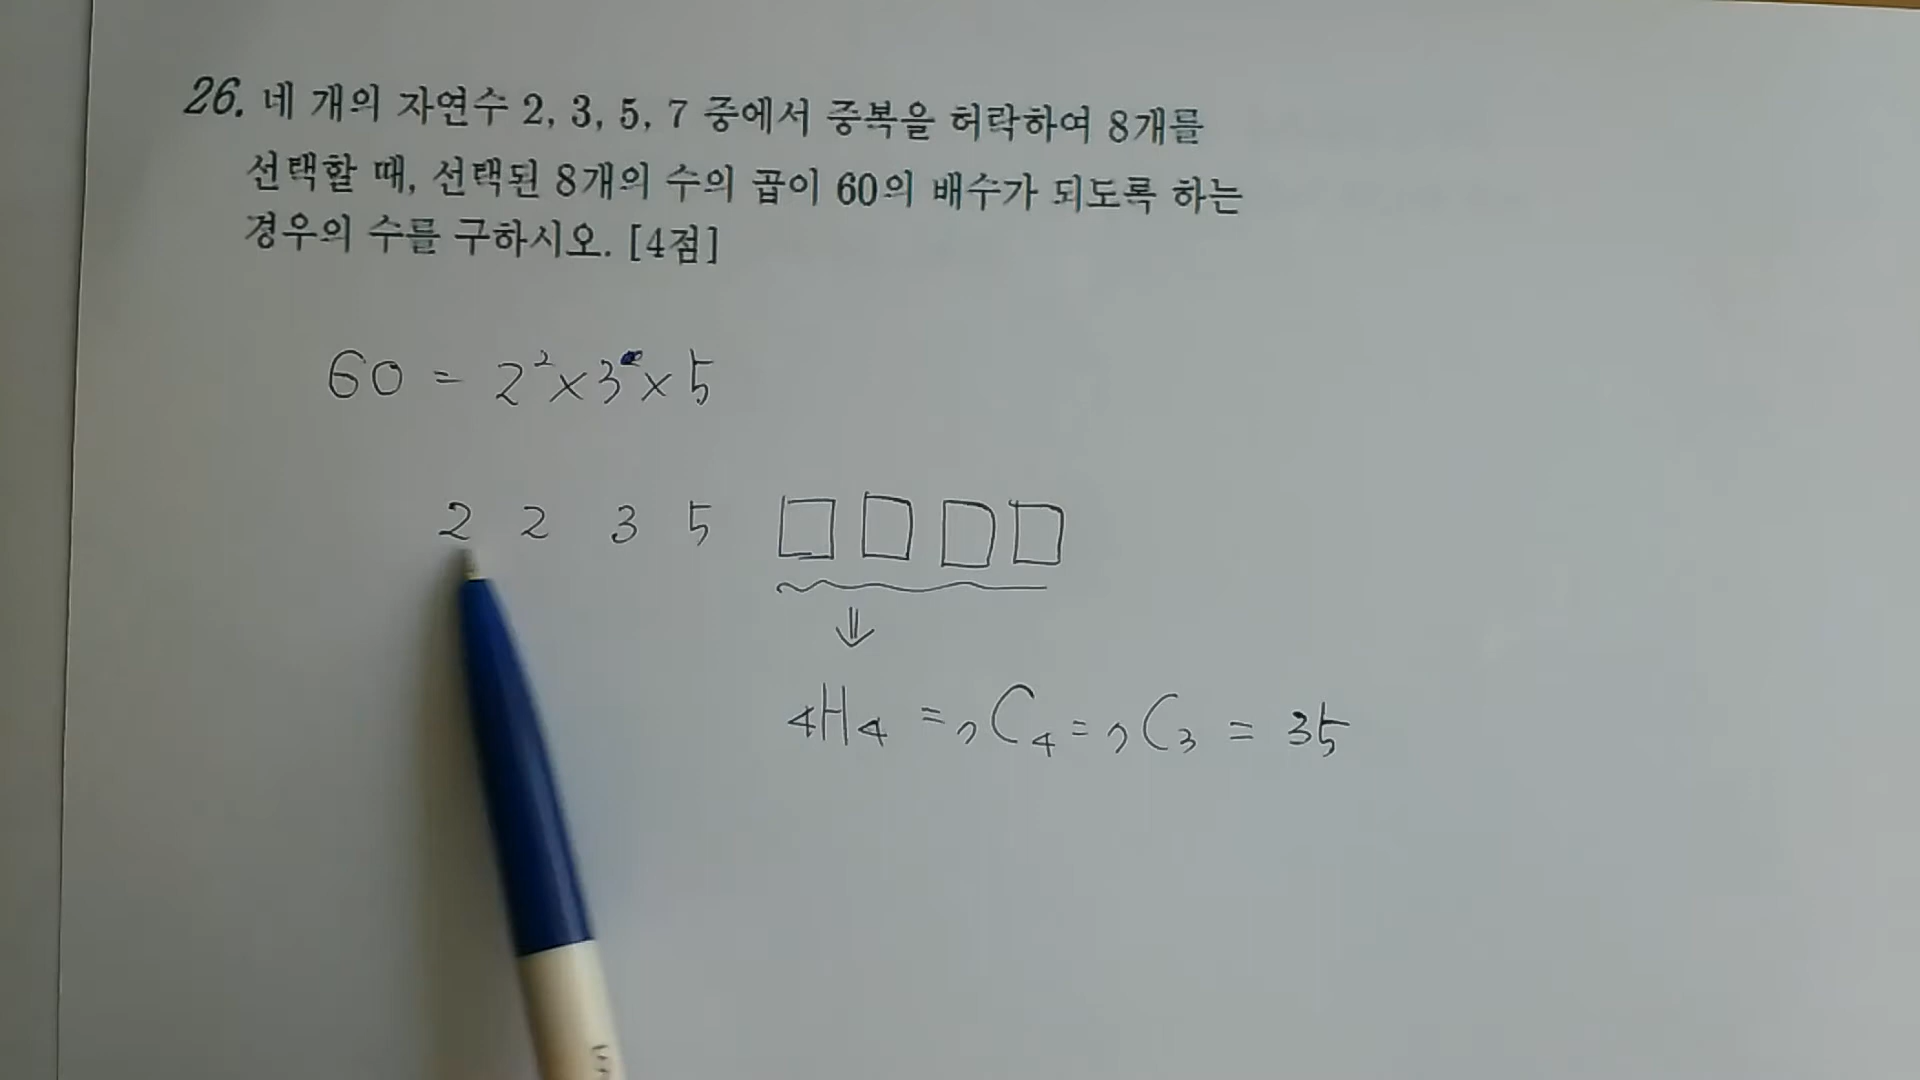 26. 네 개의 자연수 2, 3, 5, 7 중에서 중복을 허락하여 8개를
선택할 때, 선택된 8개의 수의 곱이 60의 배수가 되도록 하는
경우의 수를 구하시오. [4점]
60 = 2² × 3 × 5
2 2 3 5 □ □ □ □
⇓
₄H₄ = ₇C₄ = ₇C₃ = 35